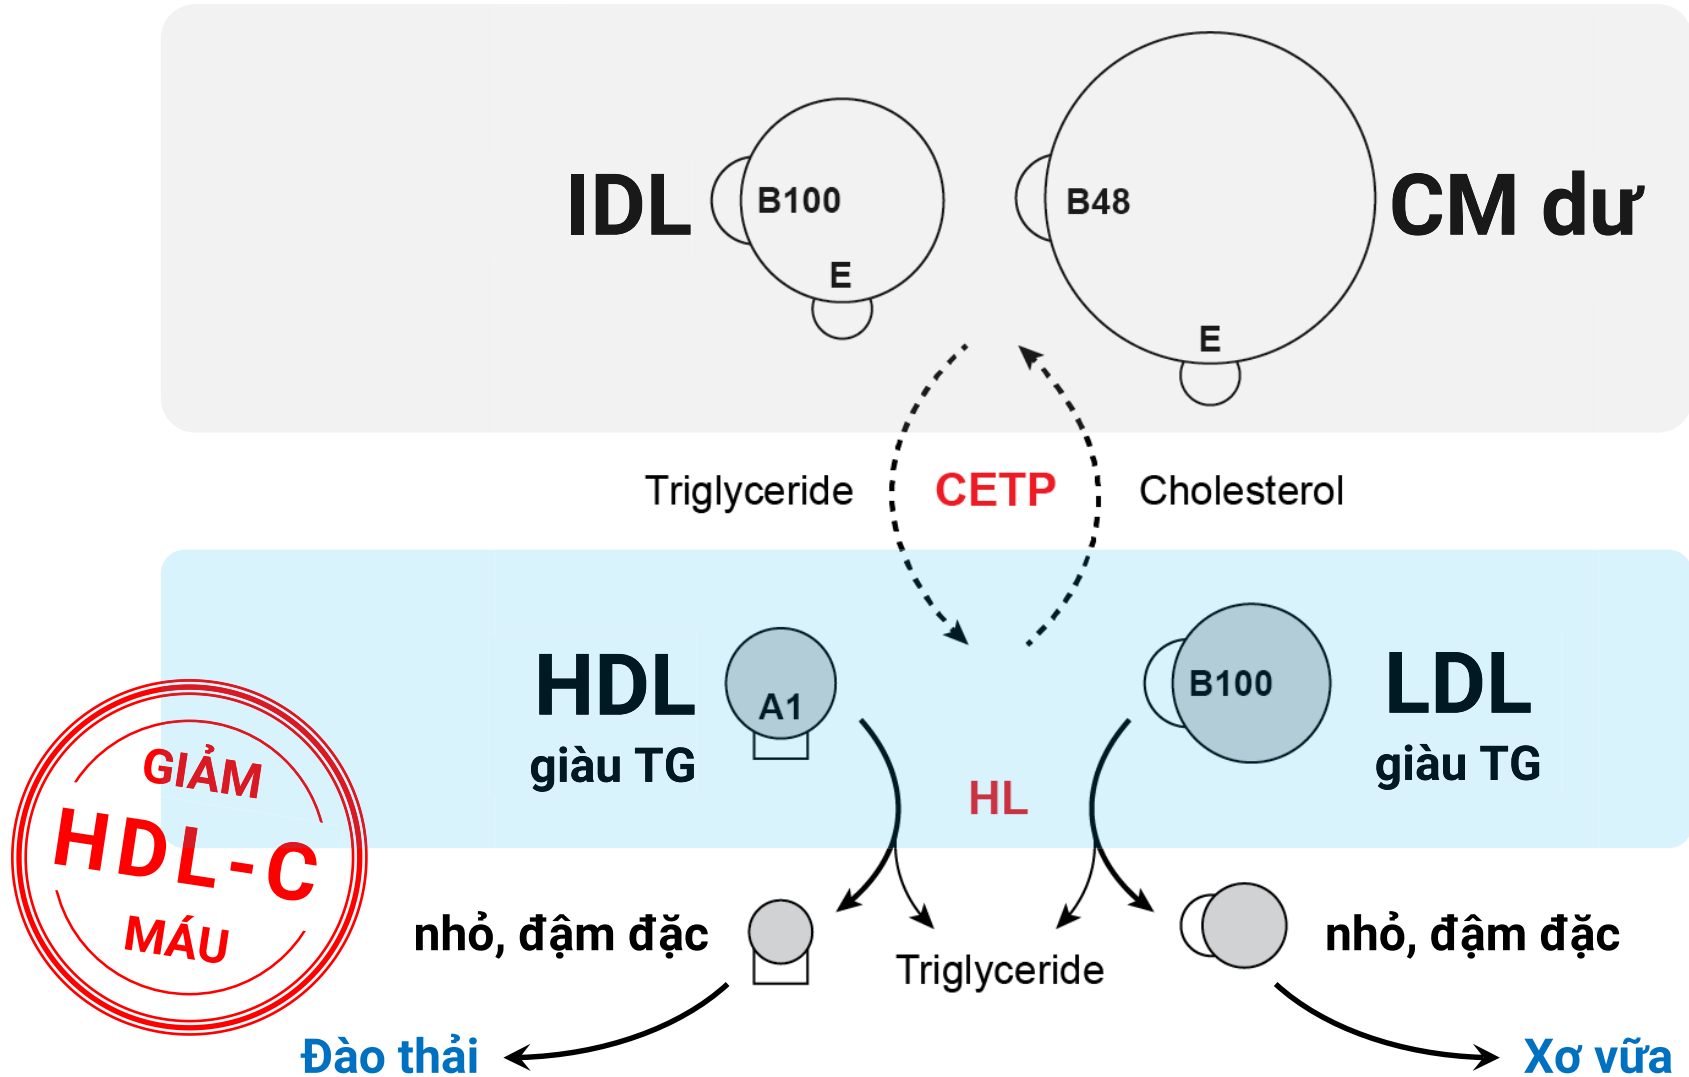 IDL
B100
E
B48
E
CM dư
Triglyceride
CETP
Cholesterol
HDL
giàu TG
A1
HL
B100
LDL
giàu TG
GIẢM
HDL-C
MÁU
nhỏ, đậm đặc
Triglyceride
nhỏ, đậm đặc
Đào thải
Xơ vữa